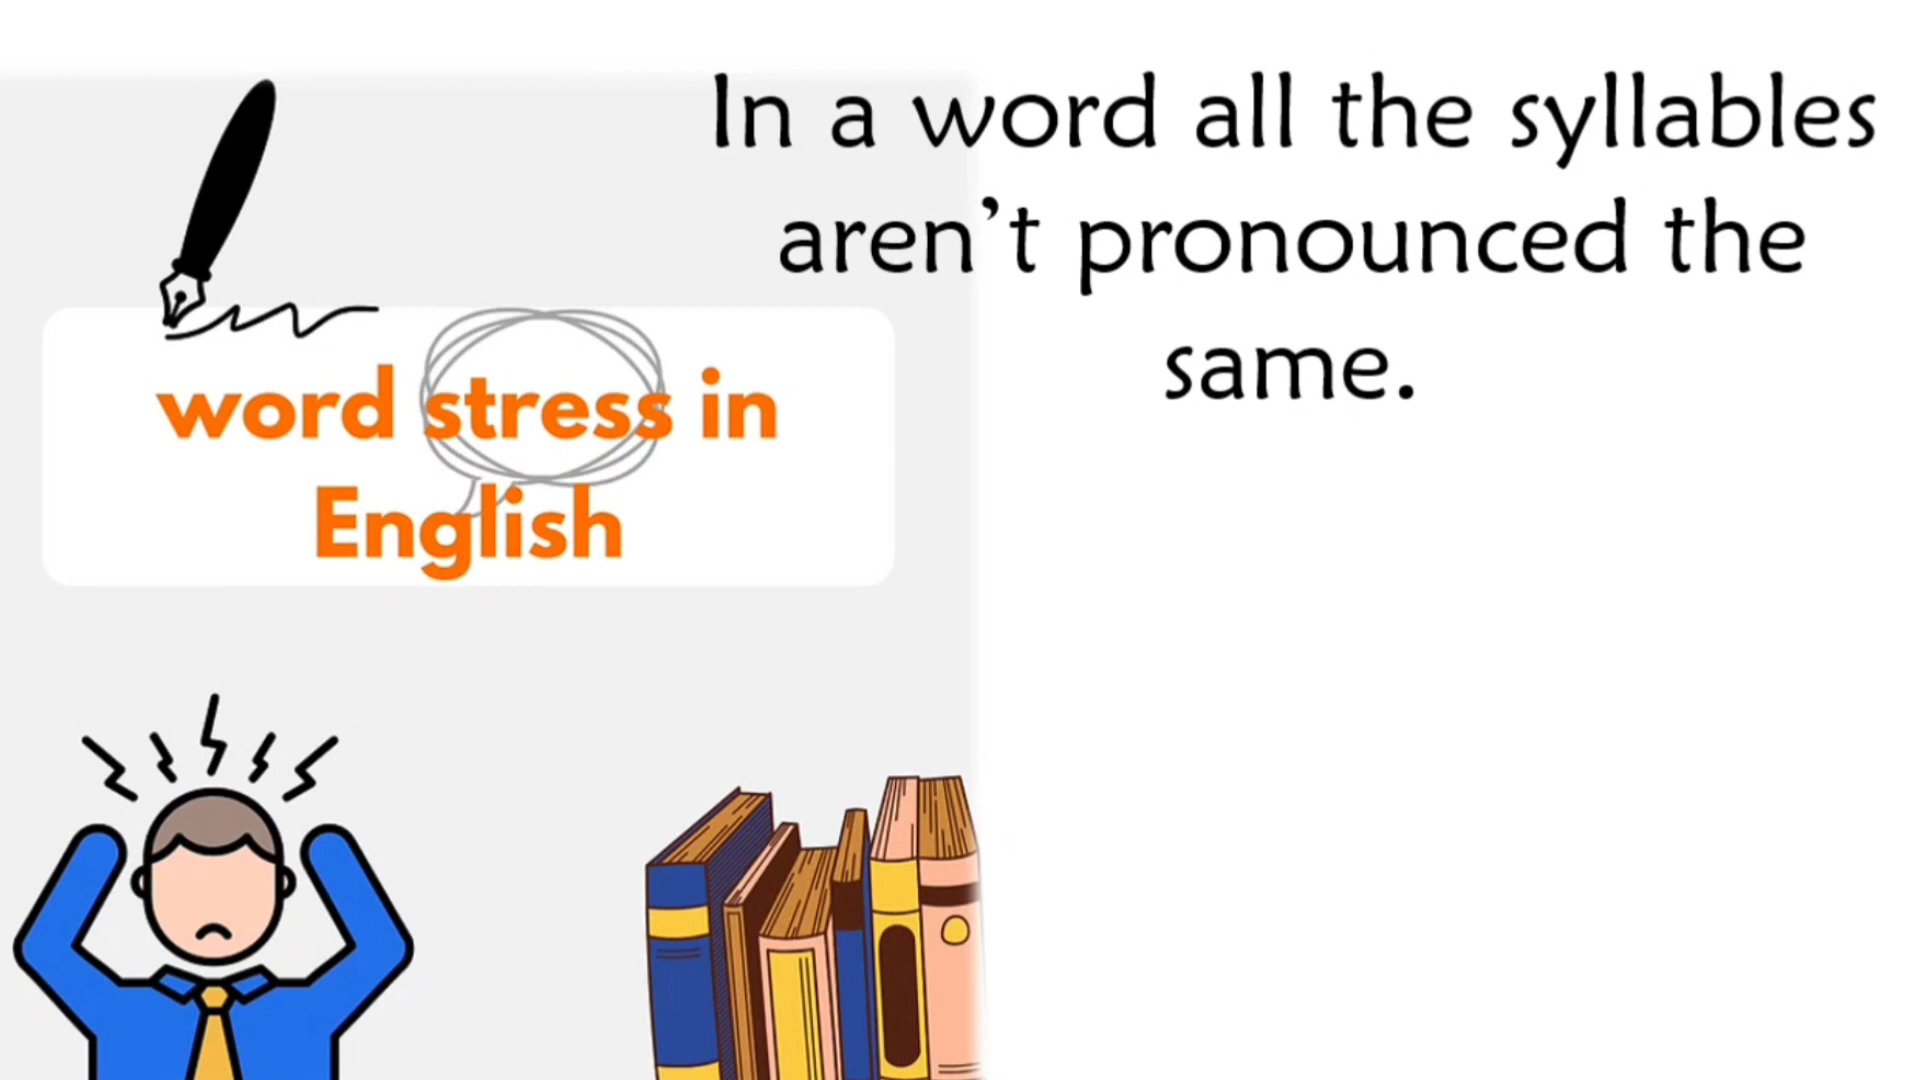 In a word all the syllables
aren’t pronounced the
same.
word stress in
English